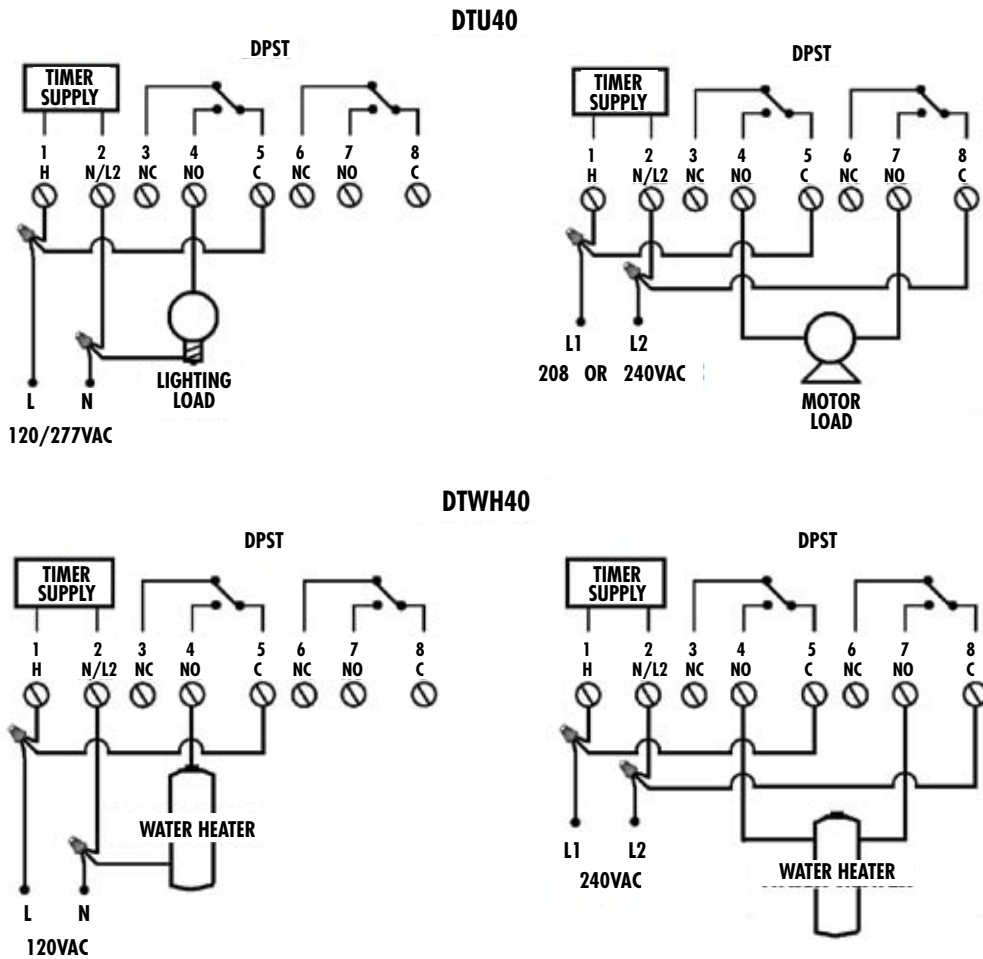 DTU40
DPST
TIMER
SUPPLY
1 2 3 4 5 6 7 8
H N/L2 NC NO C NC NO C
LIGHTING
LOAD
L N
120/277VAC
DPST
TIMER
SUPPLY
1 2 3 4 5 6 7 8
H N/L2 NC NO C NC NO C
L1 L2
208 OR 240VAC
MOTOR
LOAD
DTWH40
DPST
TIMER
SUPPLY
1 2 3 4 5 6 7 8
H N/L2 NC NO C NC NO C
WATER HEATER
L N
120VAC
DPST
TIMER
SUPPLY
1 2 3 4 5 6 7 8
H N/L2 NC NO C NC NO C
L1 L2
240VAC
WATER HEATER